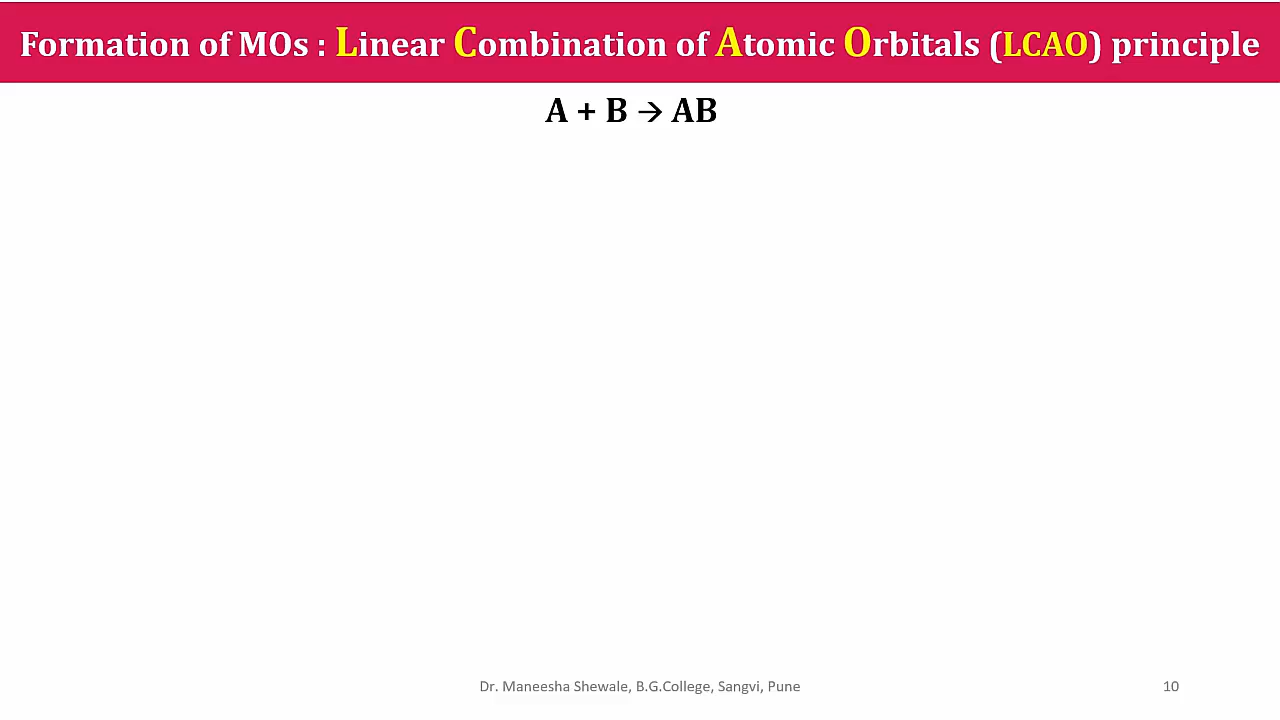 Formation of MOs : Linear Combination of Atomic Orbitals (LCAO) principle
A + B → AB
Dr. Maneesha Shewale, B.G.College, Sangvi, Pune
10